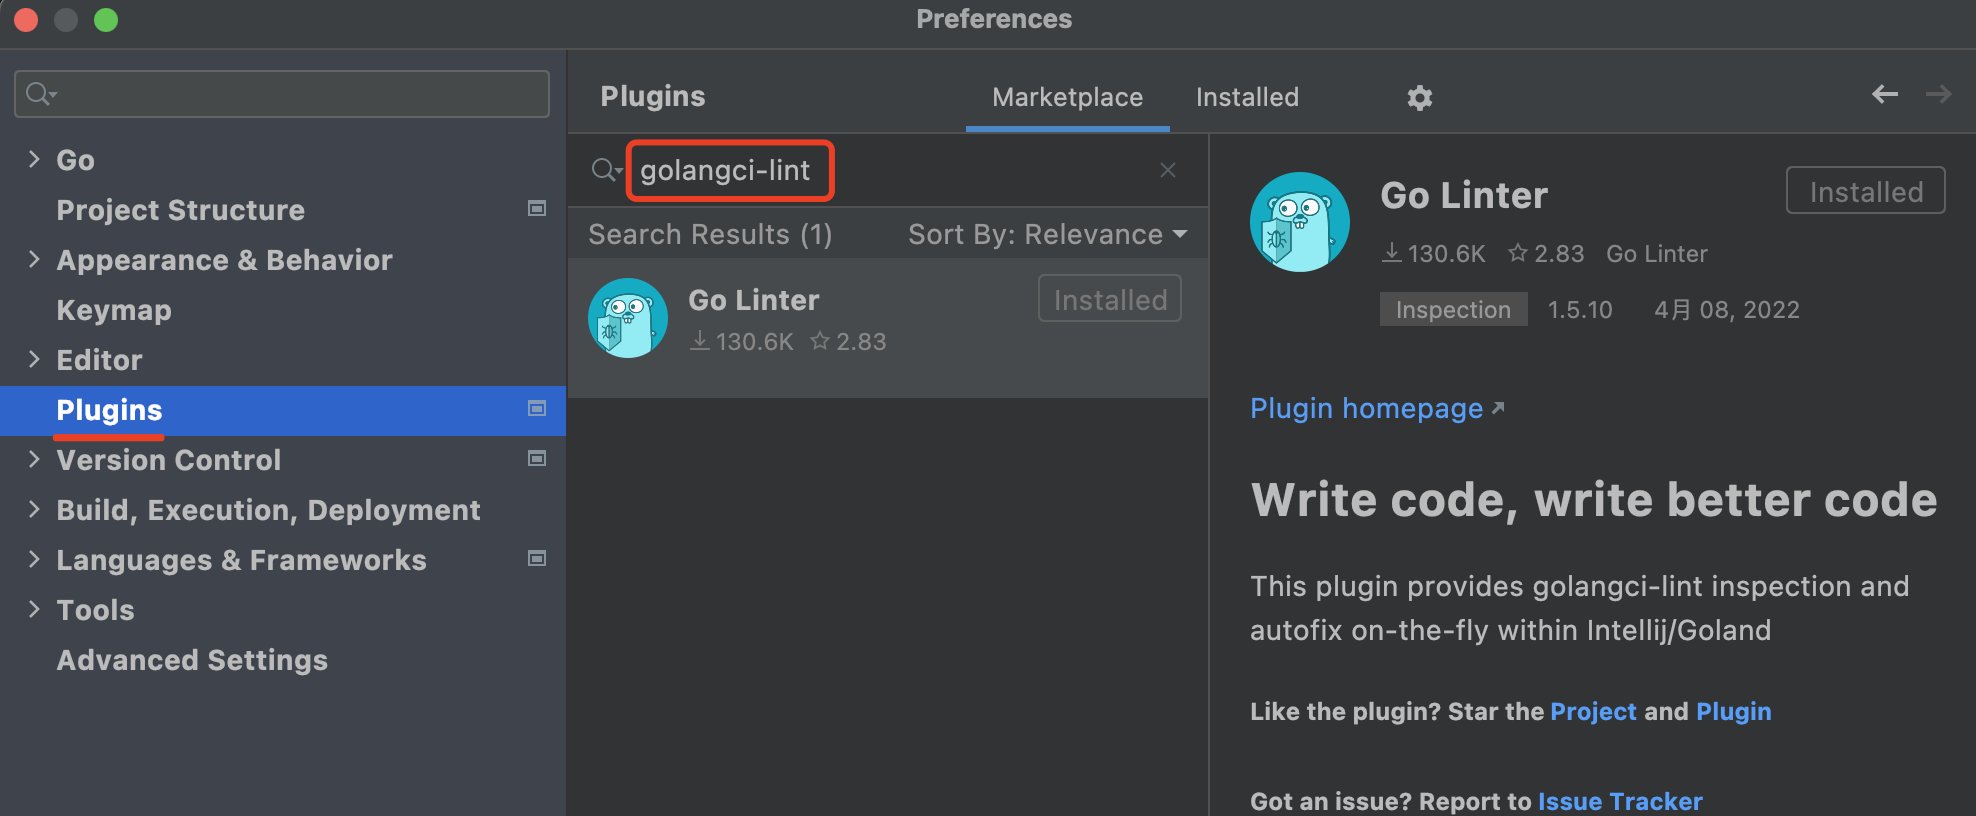 Preferences
Go
Project Structure
Appearance & Behavior
Keymap
Editor
Plugins
Version Control
Build, Execution, Deployment
Languages & Frameworks
Tools
Advanced Settings
Plugins
Marketplace
Installed
golangci-lint
Search Results (1)
Sort By: Relevance
Go Linter
Installed
130.6K
2.83
Go Linter
Installed
130.6K
2.83
Go Linter
Inspection
1.5.10
4月 08, 2022
Plugin homepage
Write code, write better code
This plugin provides golangci-lint inspection and
autofix on-the-fly within Intellij/Goland
Like the plugin? Star the Project and Plugin
Got an issue? Report to Issue Tracker